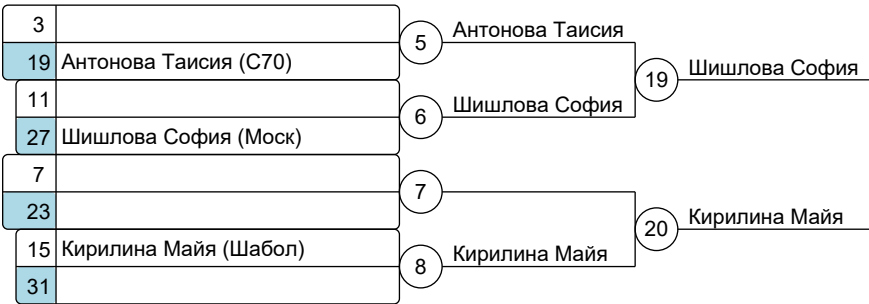 3
5 Антонова Таисия
19 Антонова Таисия (С70)
19 Шишлова София
11
6 Шишлова София
27 Шишлова София (Моск)
7
7
23
20 Кирилина Майя
15 Кирилина Майя (Шабол)
8 Кирилина Майя
31